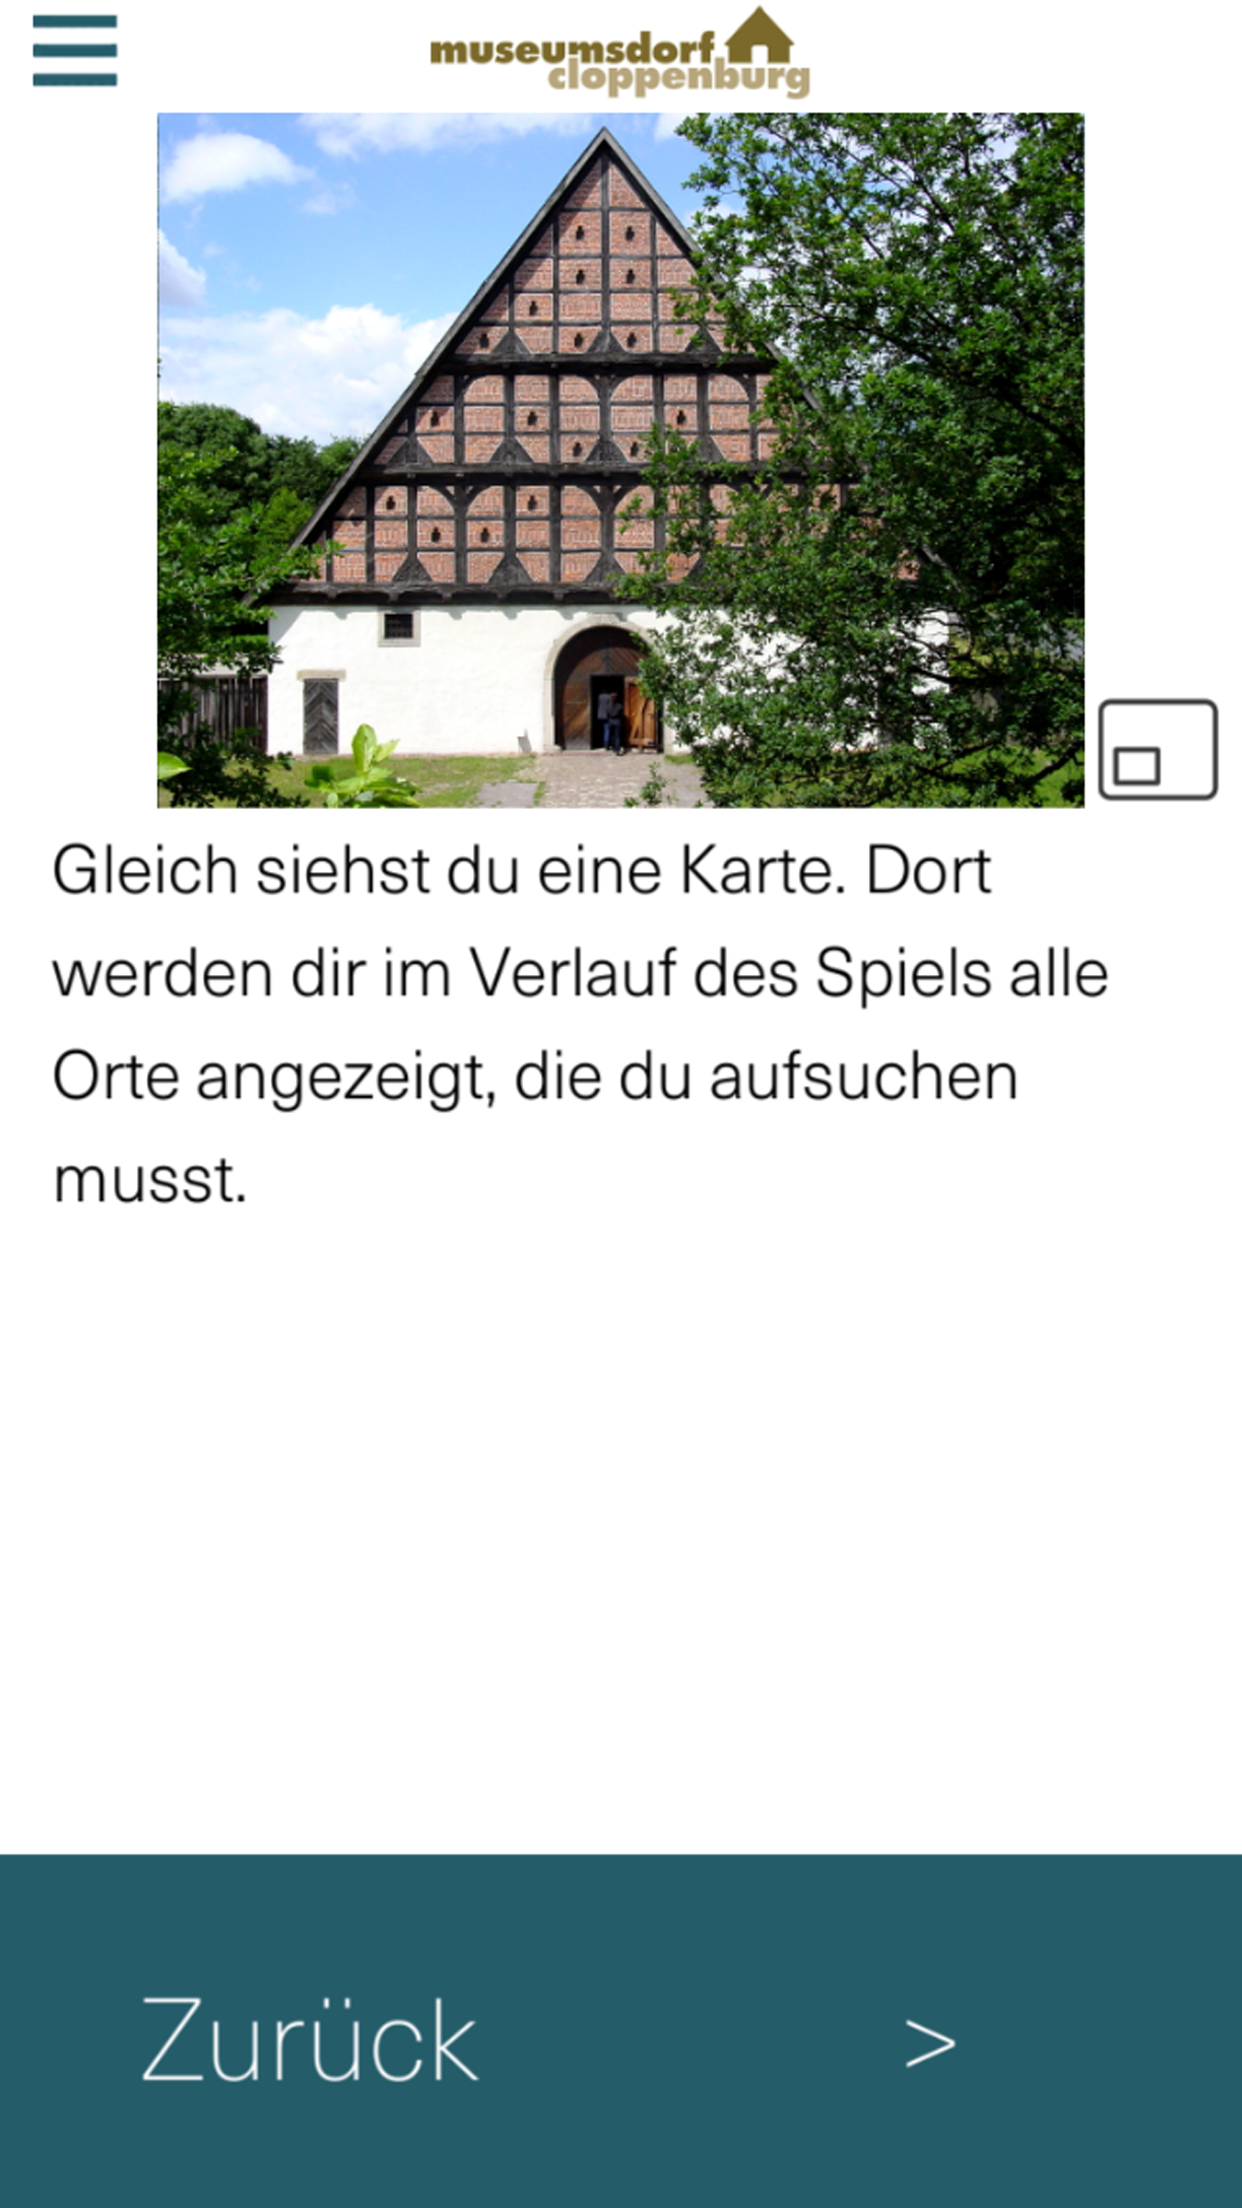 museumsdorf
cloppenburg
Gleich siehst du eine Karte. Dort
werden dir im Verlauf des Spiels alle
Orte angezeigt, die du aufsuchen
musst.
Zurück >